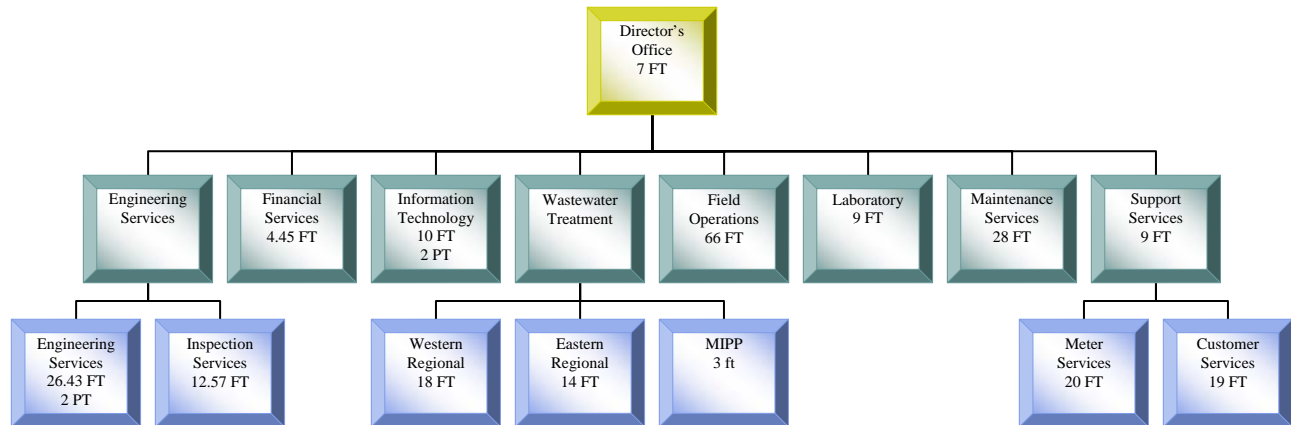 Director's
Office
7 FT
Engineering
Services
Financial
Services
4.45 FT
Information
Technology
10 FT
2 PT
Wastewater
Treatment
Field
Operations
66 FT
Laboratory
9 FT
Maintenance
Services
28 FT
Support
Services
9 FT
Engineering
Services
26.43 FT
2 PT
Inspection
Services
12.57 FT
Western
Regional
18 FT
Eastern
Regional
14 FT
MIPP
3 ft
Meter
Services
20 FT
Customer
Services
19 FT